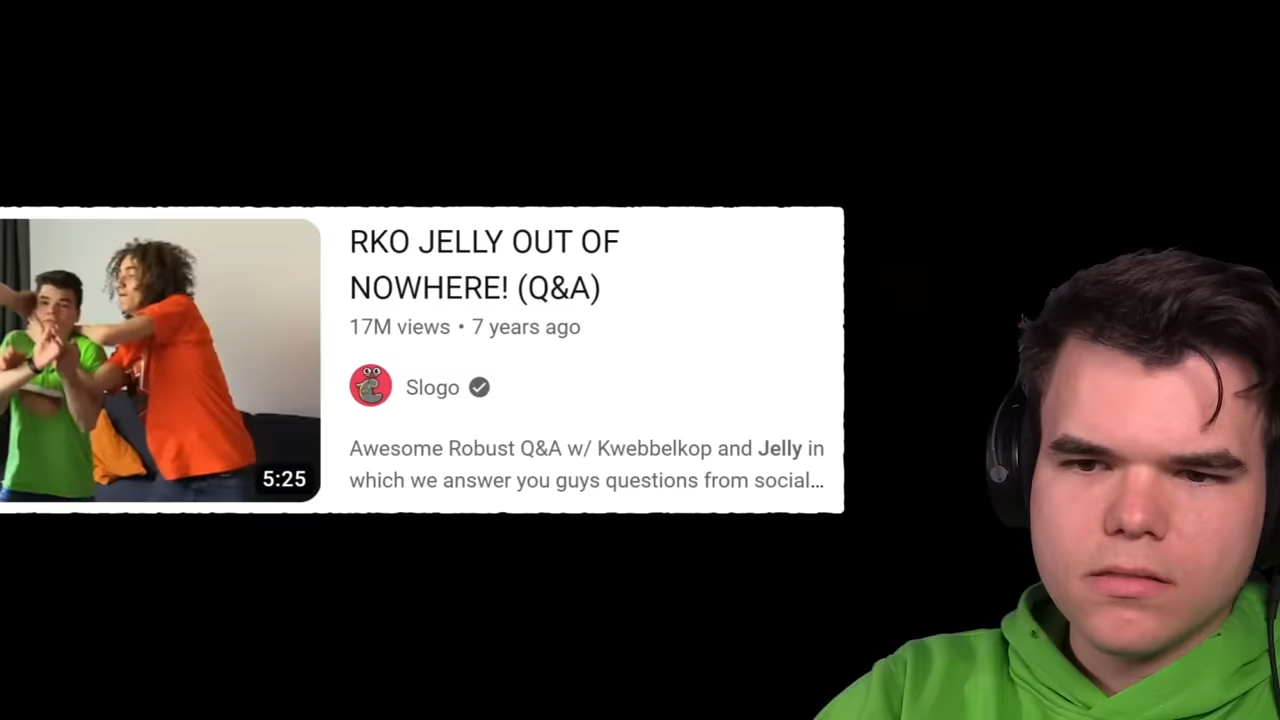 RKO JELLY OUT OF
NOWHERE! (Q&A)
17M views • 7 years ago
Slogo
Awesome Robust Q&A w/ Kwebbelkop and Jelly in
which we answer you guys questions from social...
5:25